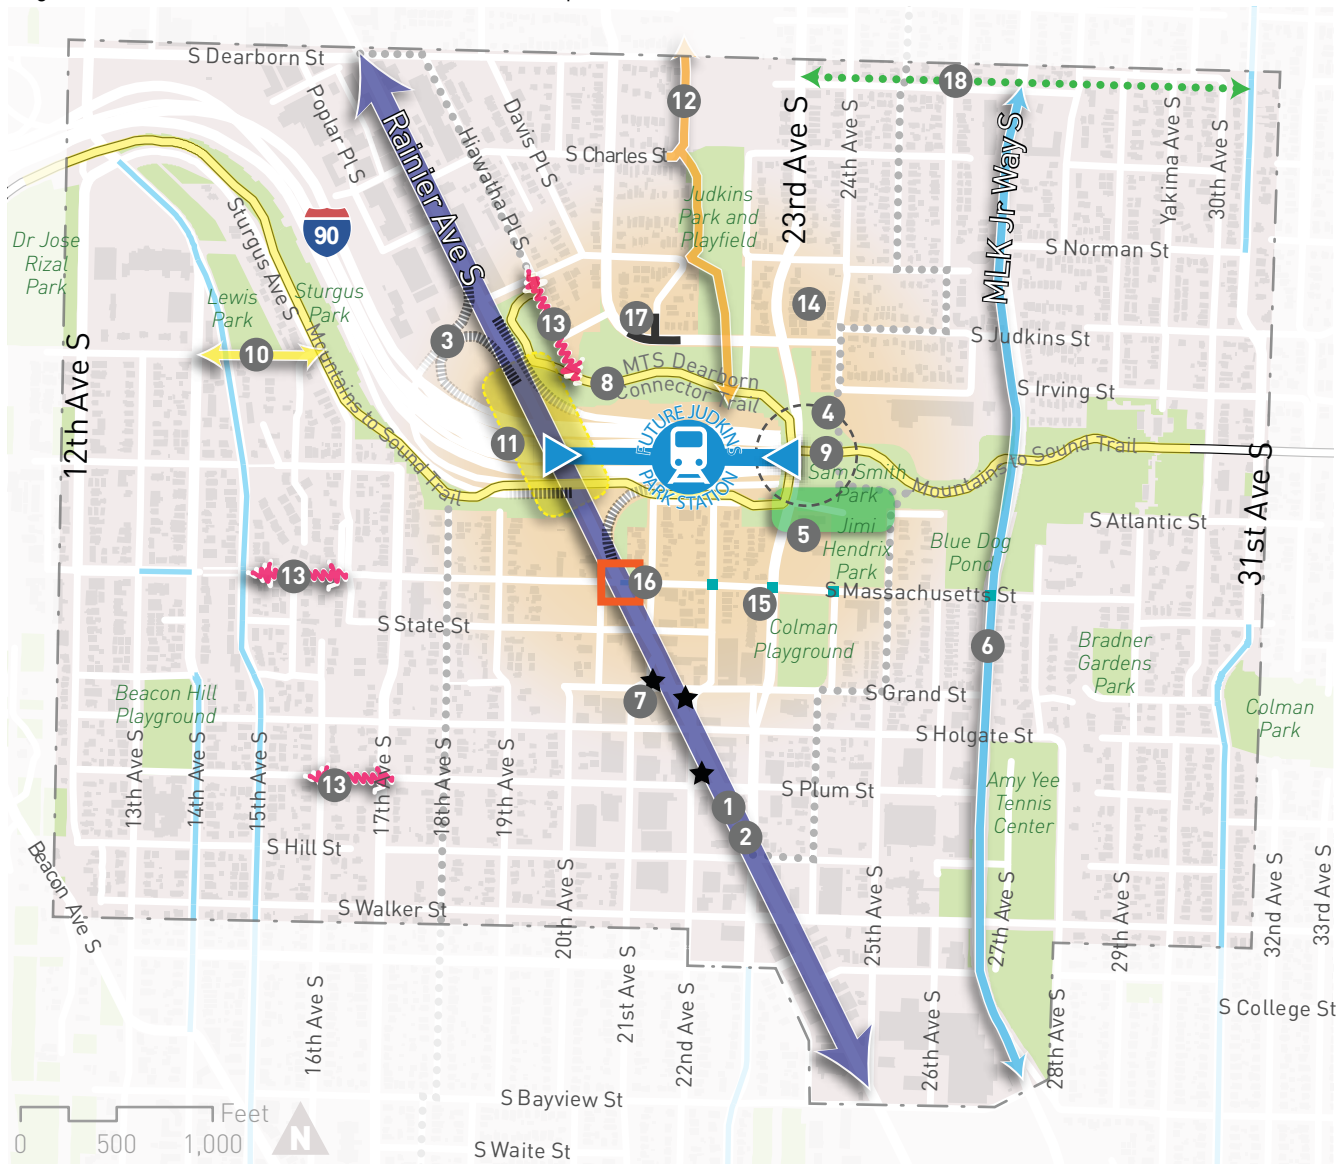 S Dearborn St
12
18
Poplar Pl S
Rainier Ave S
Hiawatha Pl S
Davis Pl S
S Charles St
23rd Ave S
24th Ave S
MLK Jr Way S
Yakima Ave S
30th Ave S
Judkins
Park and
Playfield
90
Dr Jose
Rizal
Park
Sturgus Ave S
Lewis
Park
Sturgus
Park
S Norman St
14
17
13
3
10
S Judkins St
12th Ave S
Mountains to Sound Trail
MTS Dearborn
Connector Trail
8
S Irving St
4
FUTURE JUDKINS
PARK STATION
11
9
Sam Smith
Park
Mountains to Sound Trail
31st Ave S
5
Jimi
Hendrix
Park
Blue Dog
Pond
S Atlantic St
13
16
15
S Massachusetts St
S State St
Colman
Playground
6
Bradner
Gardens
Park
Beacon Hill
Playground
7
S Grand St
Colman
Park
S Holgate St
13th Ave S
14th Ave S
15th Ave S
13
17th Ave S
18th Ave S
19th Ave S
S Plum St
Amy Yee
Tennis
Center
1
2
S Hill St
Beacon Ave S
S Walker St
20th Ave S
25th Ave S
27th Ave S
29th Ave S
32nd Ave S
33rd Ave S
16th Ave S
21st Ave S
22nd Ave S
26th Ave S
28th Ave S
S College St
S Bayview St
Feet
0 500 1,000
N
S Waite St